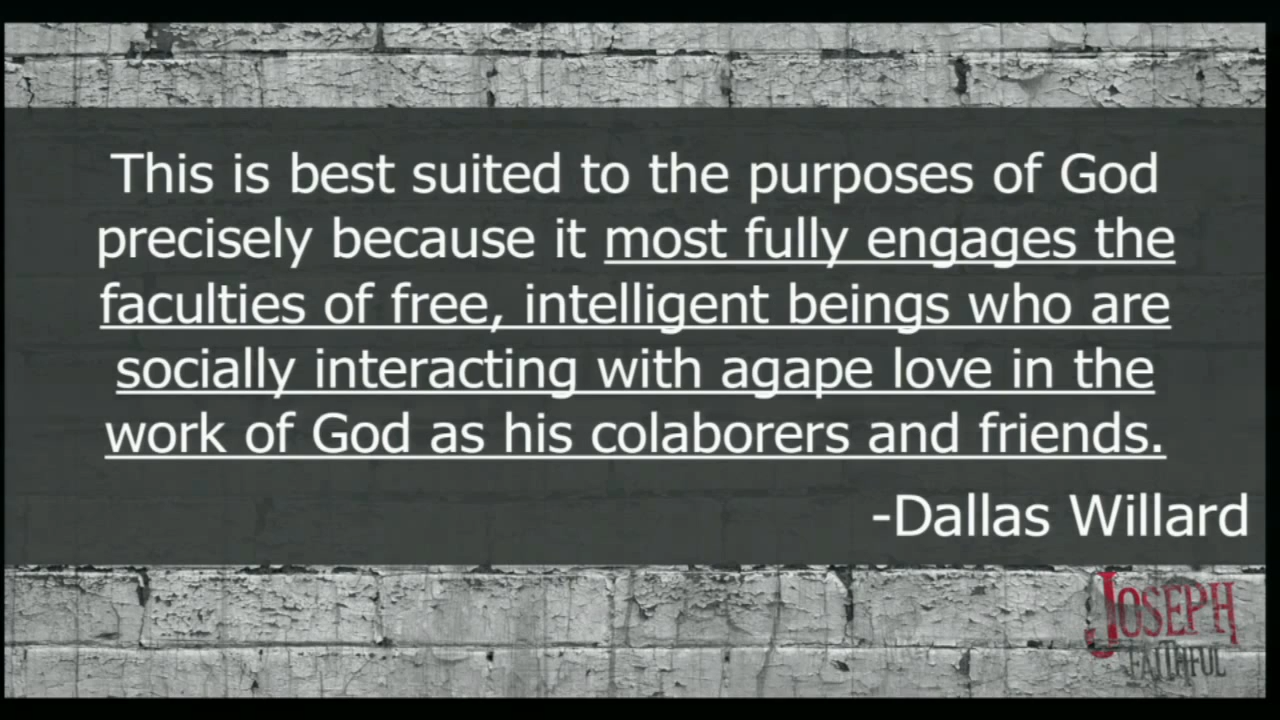 This is best suited to the purposes of God
precisely because it most fully engages the
faculties of free, intelligent beings who are
socially interacting with agape love in the
work of God as his colaborers and friends.
-Dallas Willard
JOSEPH
FAITHFUL